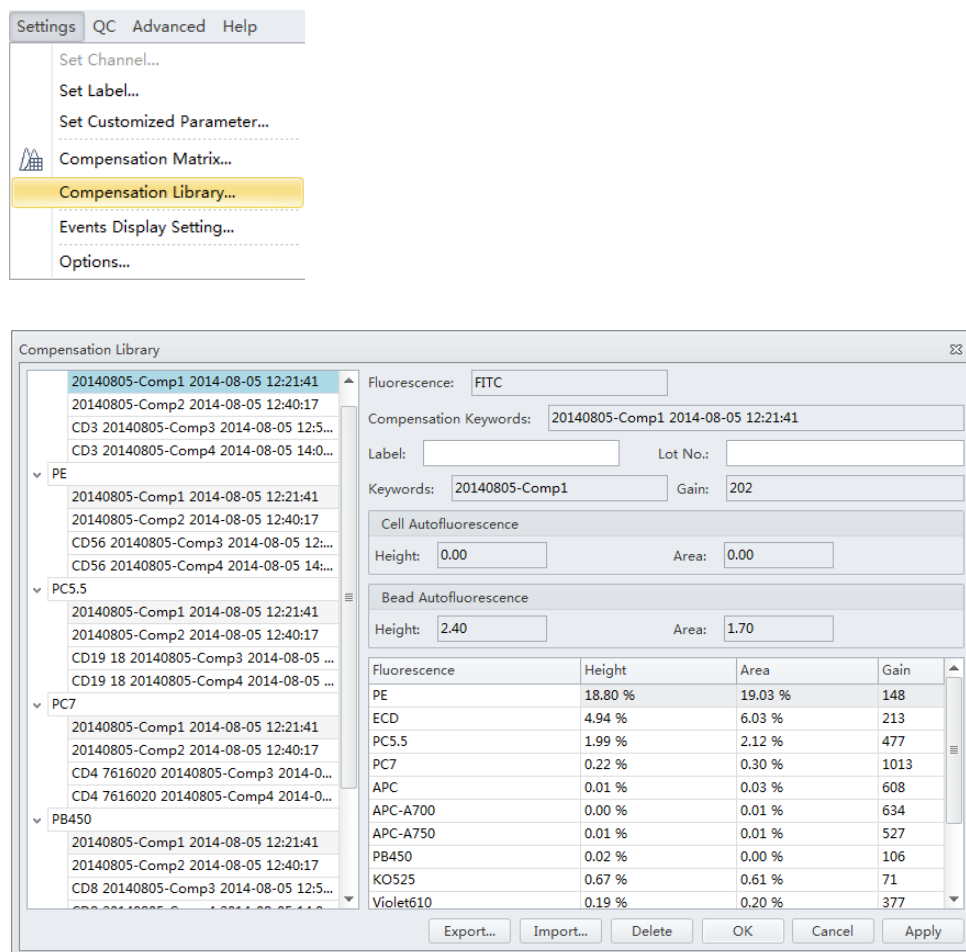 Settings QC Advanced Help
Set Channel...
Set Label...
Set Customized Parameter...
Compensation Matrix...
Compensation Library...
Events Display Setting...
Options...
Compensation Library
20140805-Comp1 2014-08-05 12:21:41
20140805-Comp2 2014-08-05 12:40:17
CD3 20140805-Comp3 2014-08-05 12:5...
CD3 20140805-Comp4 2014-08-05 14:0...
PE
20140805-Comp1 2014-08-05 12:21:41
20140805-Comp2 2014-08-05 12:40:17
CD56 20140805-Comp3 2014-08-05 12:...
CD56 20140805-Comp4 2014-08-05 14:...
PC5.5
20140805-Comp1 2014-08-05 12:21:41
20140805-Comp2 2014-08-05 12:40:17
CD19 18 20140805-Comp3 2014-08-05 ...
CD19 18 20140805-Comp4 2014-08-05 ...
PC7
20140805-Comp1 2014-08-05 12:21:41
20140805-Comp2 2014-08-05 12:40:17
CD4 7616020 20140805-Comp3 2014-0...
CD4 7616020 20140805-Comp4 2014-0...
PB450
20140805-Comp1 2014-08-05 12:21:41
20140805-Comp2 2014-08-05 12:40:17
CD8 20140805-Comp3 2014-08-05 12:5...
Fluorescence: FITC
Compensation Keywords: 20140805-Comp1 2014-08-05 12:21:41
Label: Lot No.:
Keywords: 20140805-Comp1 Gain: 202
Cell Autofluorescence
Height: 0.00 Area: 0.00
Bead Autofluorescence
Height: 2.40 Area: 1.70
Fluorescence Height Area Gain
PE 18.80 % 19.03 % 148
ECD 4.94 % 6.03 % 213
PC5.5 1.99 % 2.12 % 477
PC7 0.22 % 0.30 % 1013
APC 0.01 % 0.03 % 608
APC-A700 0.00 % 0.01 % 634
APC-A750 0.01 % 0.01 % 527
PB450 0.02 % 0.00 % 106
KO525 0.67 % 0.61 % 71
Violet610 0.19 % 0.20 % 377
Export... Import... Delete OK Cancel Apply